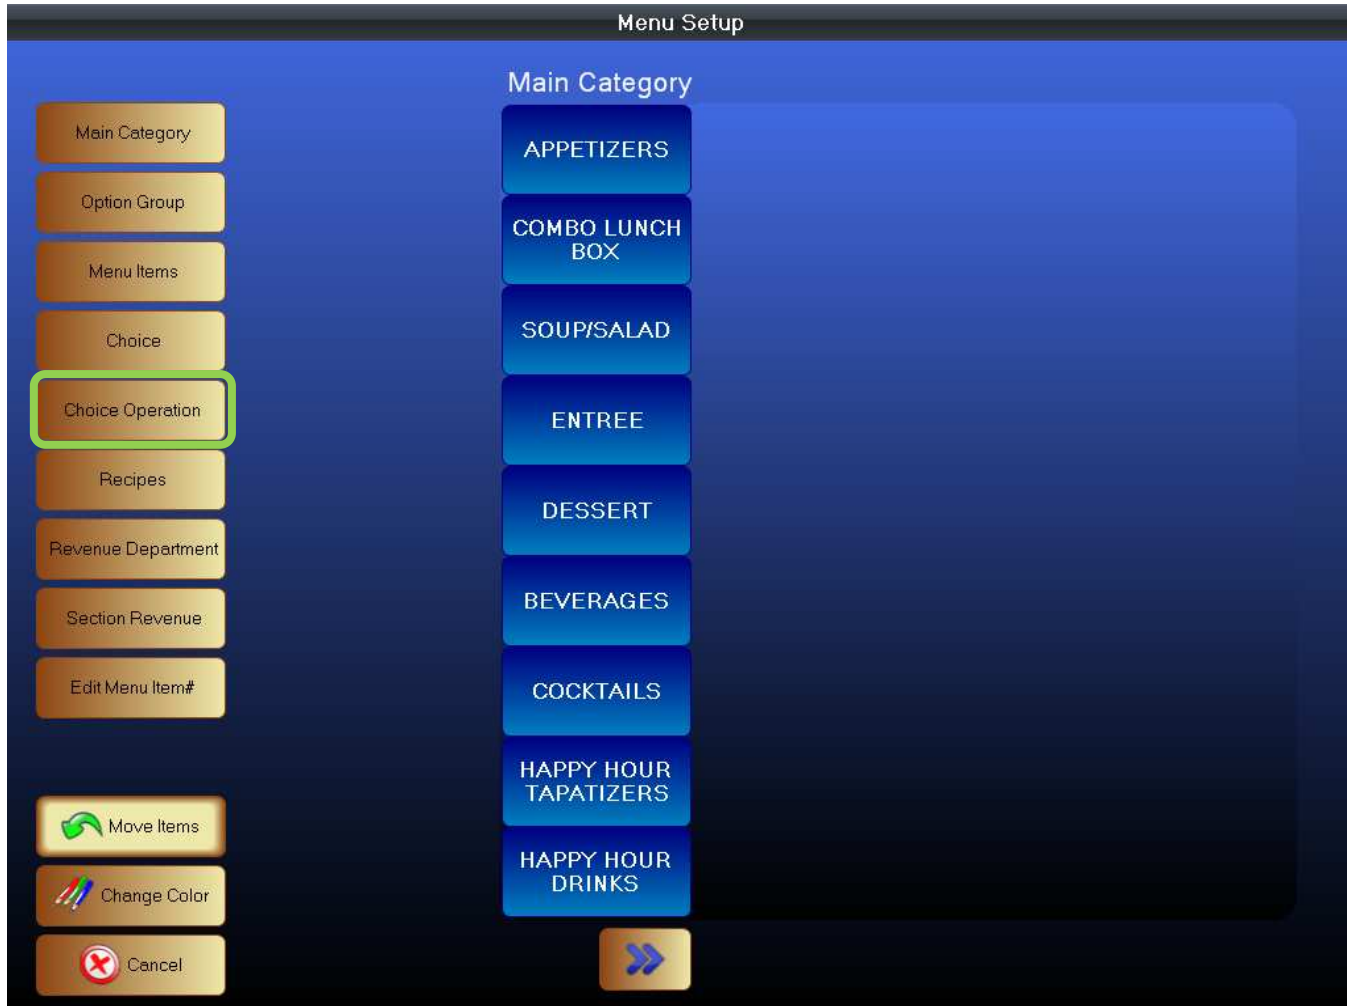 Menu Setup
Main Category
Option Group
Menu Items
Choice
Choice Operation
Recipes
Revenue Department
Section Revenue
Edit Menu Item#
Move Items
Change Color
Cancel
Main Category
APPETIZERS
COMBO LUNCH
BOX
SOUP/SALAD
ENTREE
DESSERT
BEVERAGES
COCKTAILS
HAPPY HOUR
TAPATIZERS
HAPPY HOUR
DRINKS